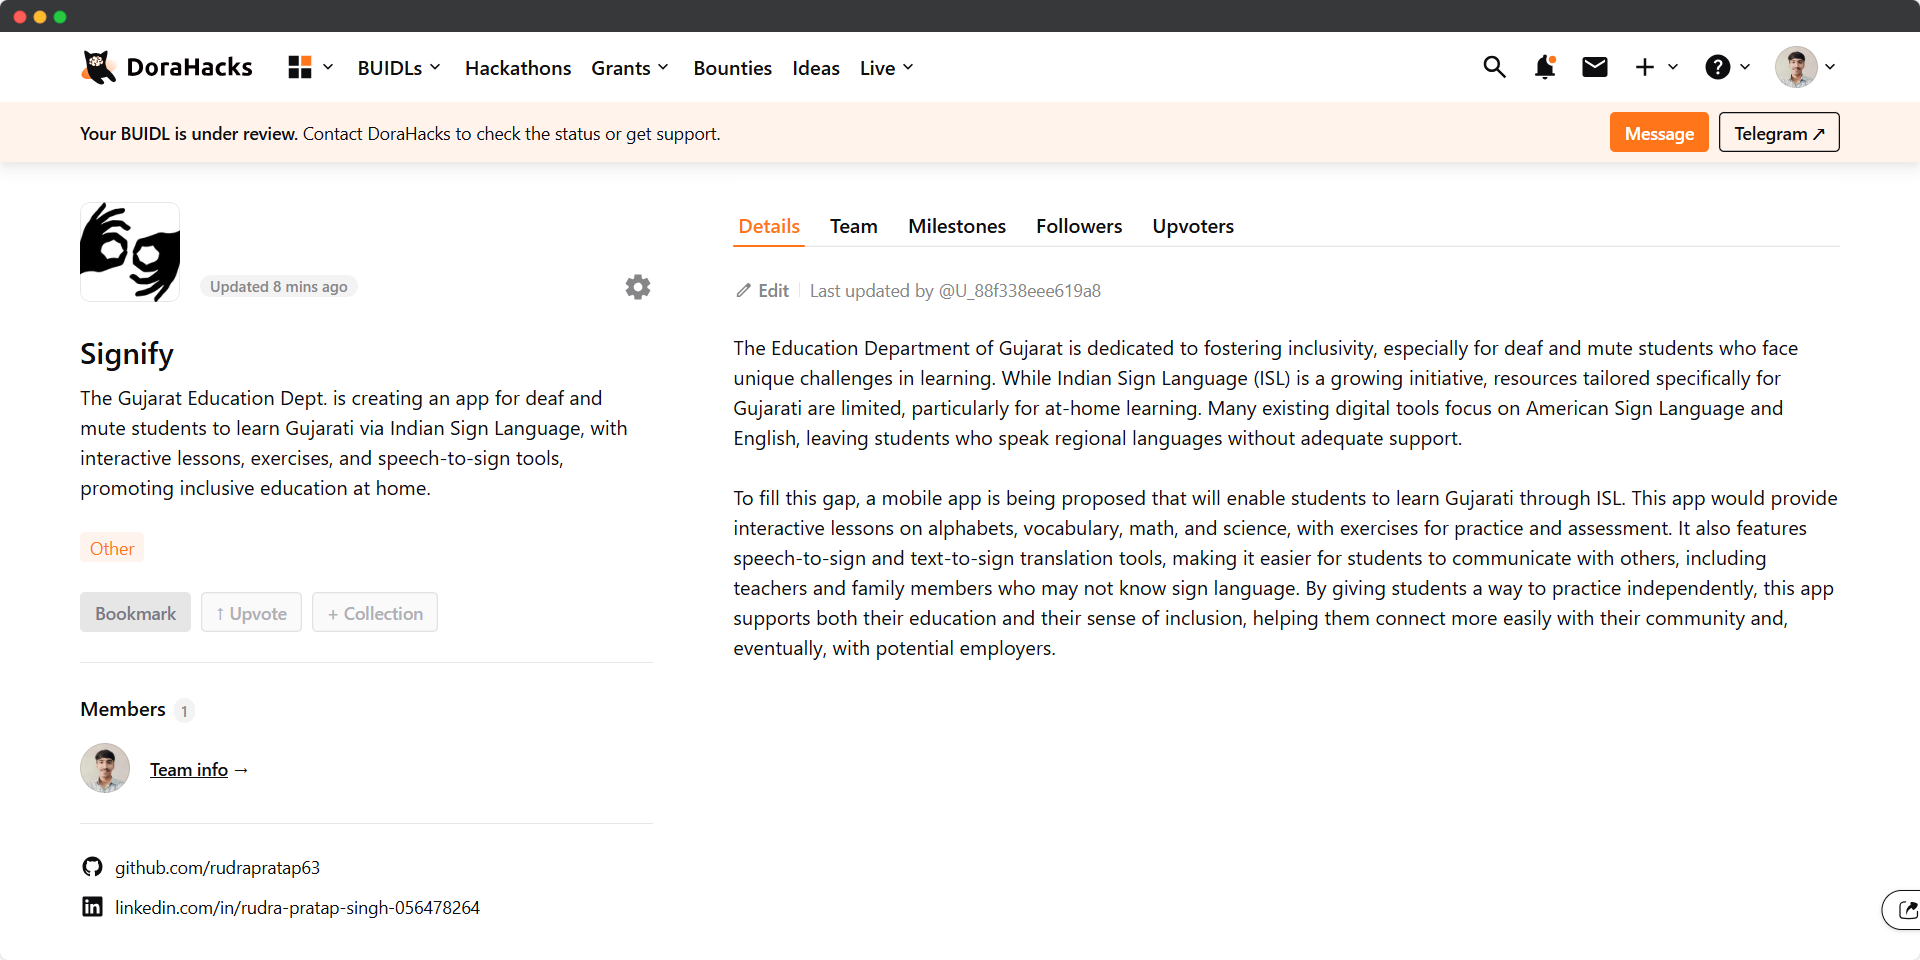 DoraHacks
BUIDLs
Hackathons
Grants
Bounties
Ideas
Live
Your BUIDL is under review. Contact DoraHacks to check the status or get support.
Message
Telegram ↗
Updated 8 mins ago
Signify
The Gujarat Education Dept. is creating an app for deaf and
mute students to learn Gujarati via Indian Sign Language, with
interactive lessons, exercises, and speech-to-sign tools,
promoting inclusive education at home.
Other
Bookmark
↑ Upvote
+ Collection
Members 1
Team info →
github.com/rudrapratap63
linkedin.com/in/rudra-pratap-singh-056478264
Details
Team
Milestones
Followers
Upvoters
Edit
Last updated by @U_88f338eee619a8
The Education Department of Gujarat is dedicated to fostering inclusivity, especially for deaf and mute students who face
unique challenges in learning. While Indian Sign Language (ISL) is a growing initiative, resources tailored specifically for
Gujarati are limited, particularly for at-home learning. Many existing digital tools focus on American Sign Language and
English, leaving students who speak regional languages without adequate support.
To fill this gap, a mobile app is being proposed that will enable students to learn Gujarati through ISL. This app would provide
interactive lessons on alphabets, vocabulary, math, and science, with exercises for practice and assessment. It also features
speech-to-sign and text-to-sign translation tools, making it easier for students to communicate with others, including
teachers and family members who may not know sign language. By giving students a way to practice independently, this app
supports both their education and their sense of inclusion, helping them connect more easily with their community and,
eventually, with potential employers.